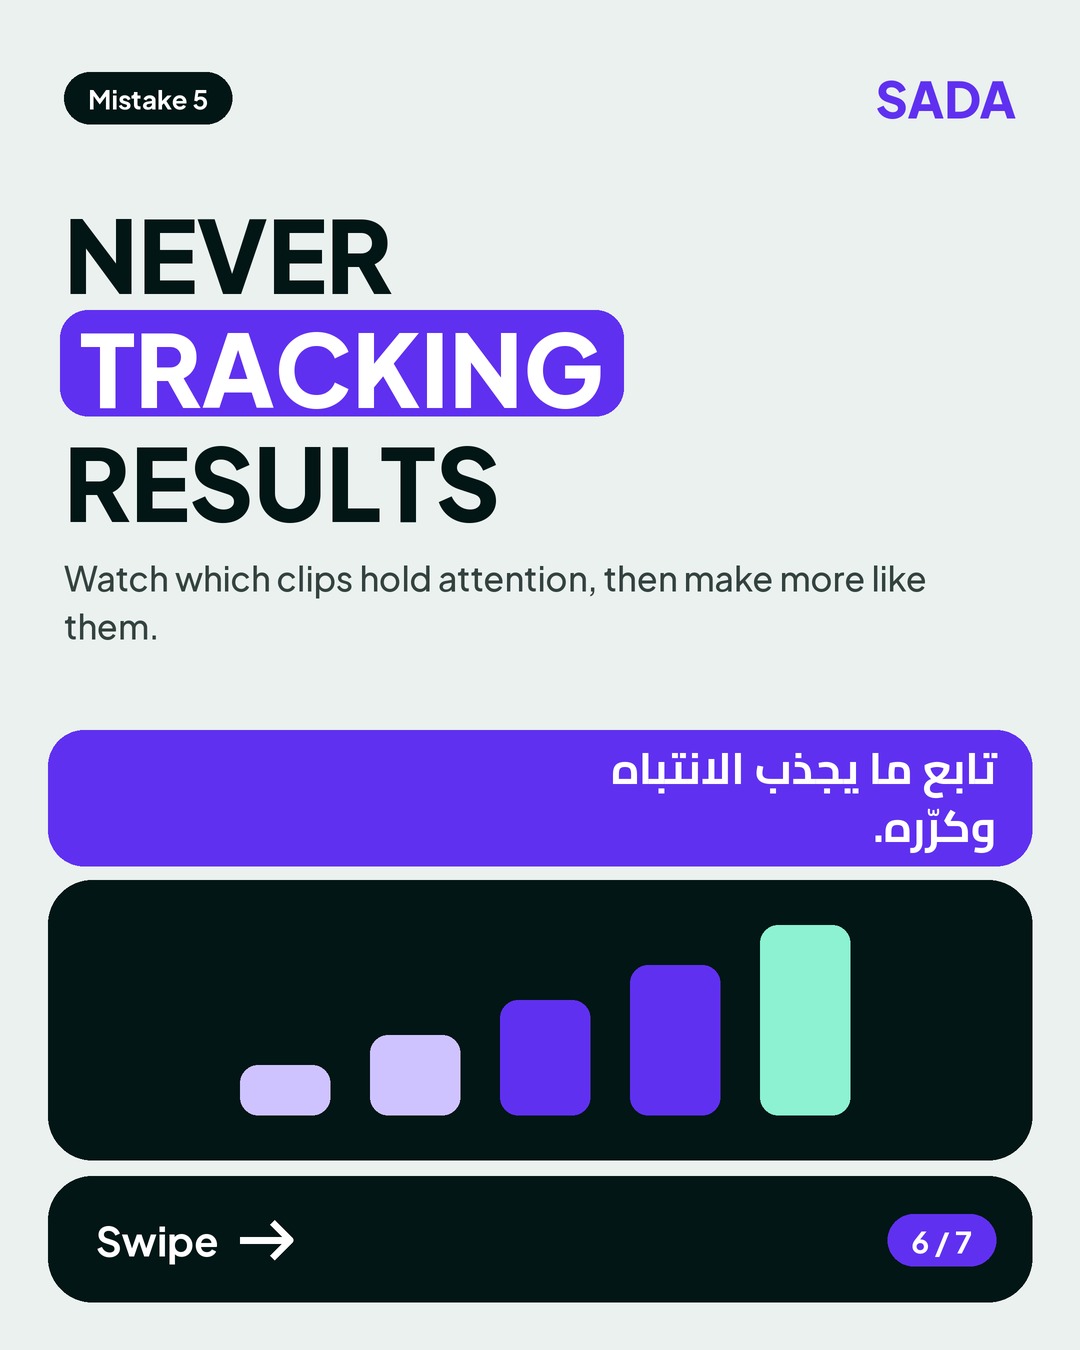 Mistake 5
SADA
NEVER
TRACKING
RESULTS
Watch which clips hold attention, then make more like
them.
تابع ما يجذب الانتباه
وكرّره.
Swipe →
6 / 7